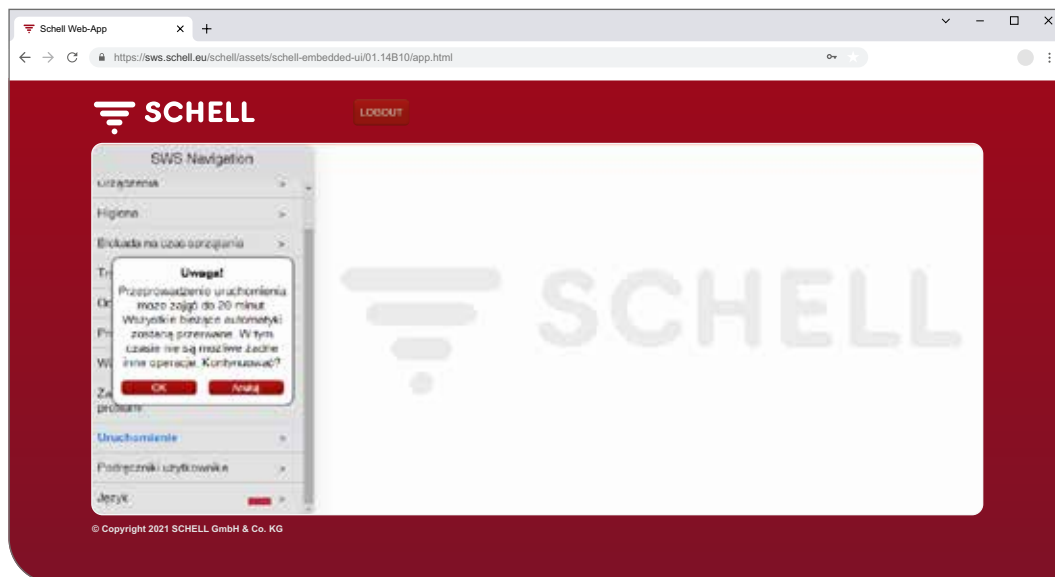 Schell Web-App
https://sws.schell.eu/schell/assets/schell-embedded-ui/01.14B10/app.html
SCHELL
LOGOUT
SWS Navigation
Urządzenia
Higiena
Blokada na czas sprzątania
Uwaga!
Przeprowadzenie uruchomienia
może zająć do 20 minut.
Wszystkie bieżące automatyki
zostaną przerwane. W tym
czasie nie są możliwe żadne
inne operacje. Kontynuować?
OK Anuluj
Uruchomienie
Podręczniki użytkownika
Język
SCHELL
© Copyright 2021 SCHELL GmbH & Co. KG